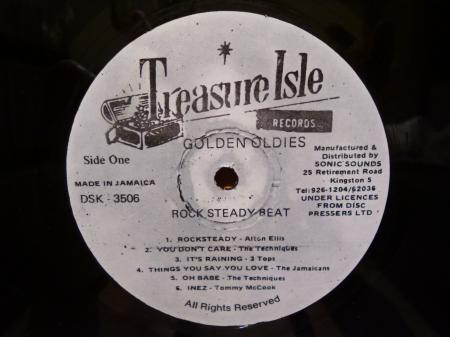 Treasure Isle
RECORDS
GOLDEN OLDIES
Side One
MADE IN JAMAICA
DSK - 3506
Manufactured &
Distributed by
SONIC SOUNDS
25 Retirement Road
Kingston 5
Tel:926-1204/62036
UNDER LICENCES
FROM DISC
PRESSERS LTD
ROCK STEADY BEAT
1. ROCKSTEADY - Alton Ellis
2. YOU DON'T CARE - The Techniques
3. IT'S RAINING - 3 Tops
4. THINGS YOU SAY YOU LOVE - The Jamaicans
5. OH BABE - The Techniques
6. INEZ - Tommy McCook
All Rights Reserved